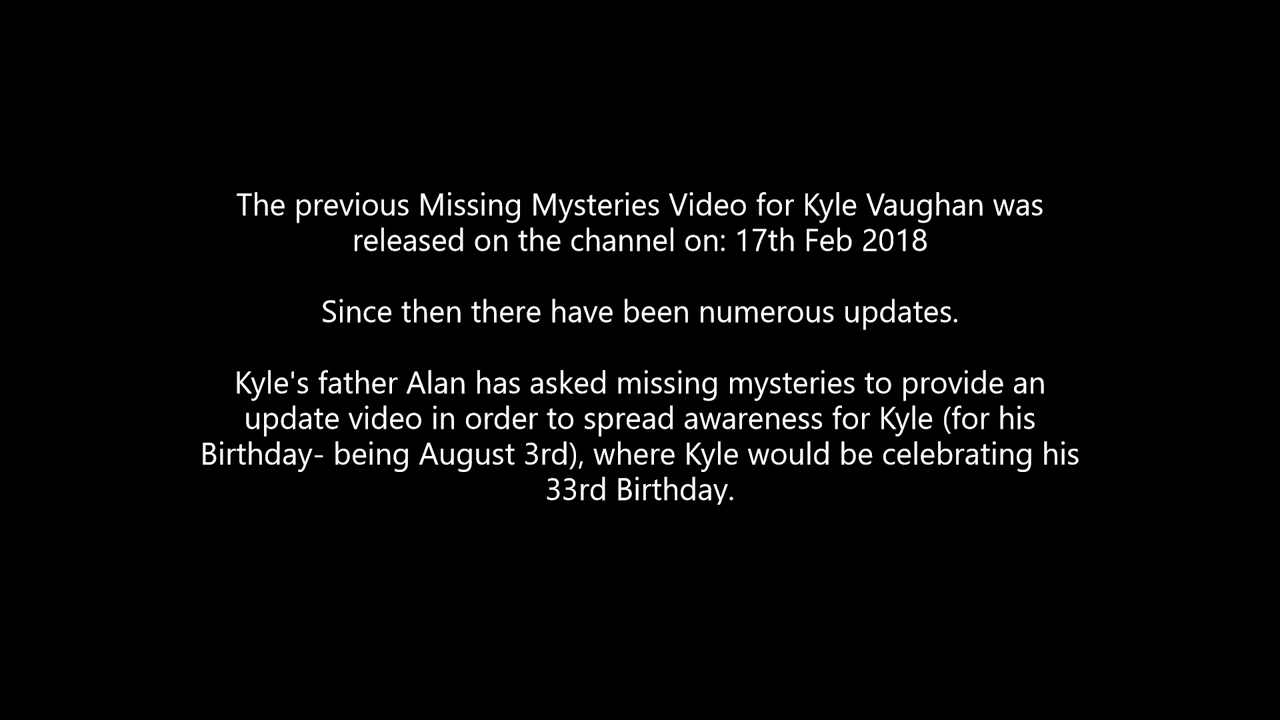 The previous Missing Mysteries Video for Kyle Vaughan was
released on the channel on: 17th Feb 2018
Since then there have been numerous updates.
Kyle's father Alan has asked missing mysteries to provide an
update video in order to spread awareness for Kyle (for his
Birthday- being August 3rd), where Kyle would be celebrating his
33rd Birthday.